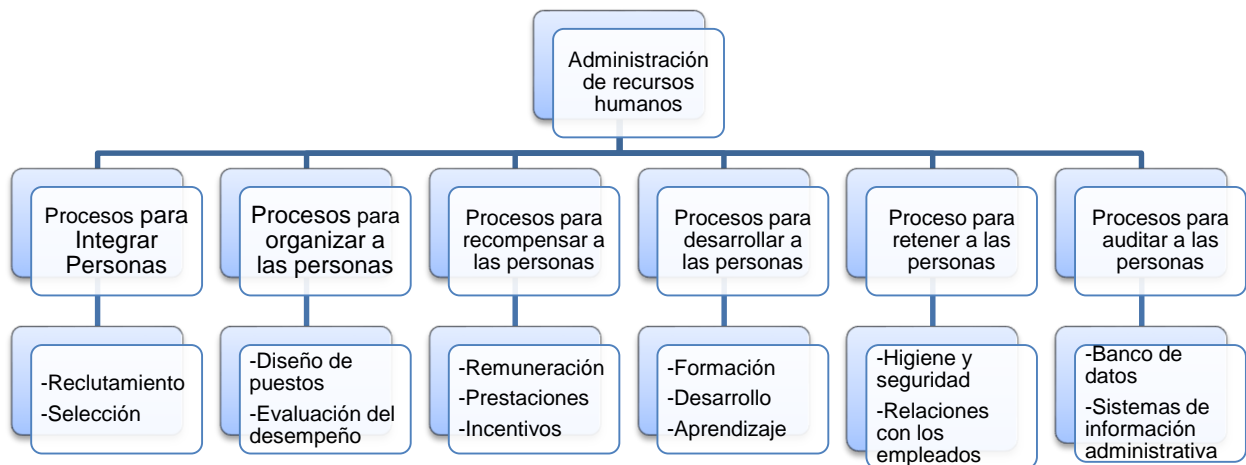 Administración
de recursos
humanos
Procesos para
Integrar
Personas
Procesos para
organizar a
las personas
Procesos para
recompensar a
las personas
Procesos para
desarrollar a
las personas
Proceso para
retener a las
personas
Procesos para
auditar a las
personas
-Reclutamiento
-Selección
-Diseño de
puestos
-Evaluación del
desempeño
-Remuneración
-Prestaciones
-Incentivos
-Formación
-Desarrollo
-Aprendizaje
-Higiene y
seguridad
-Relaciones
con los
empleados
-Banco de
datos
-Sistemas de
información
administrativa